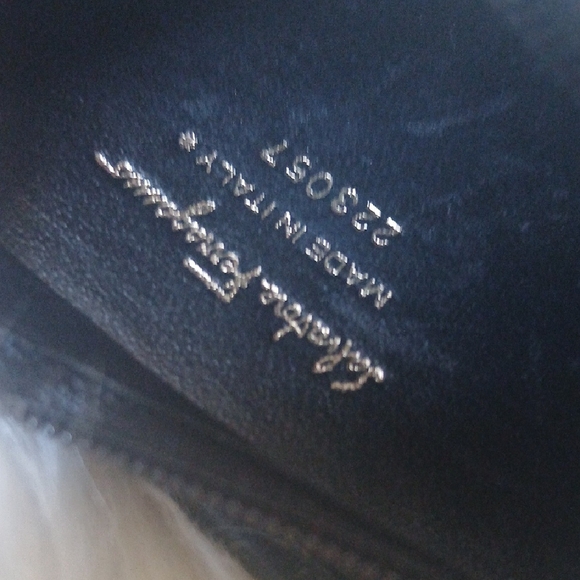 Salvatore Ferragamo
MADE IN ITALY®
223057